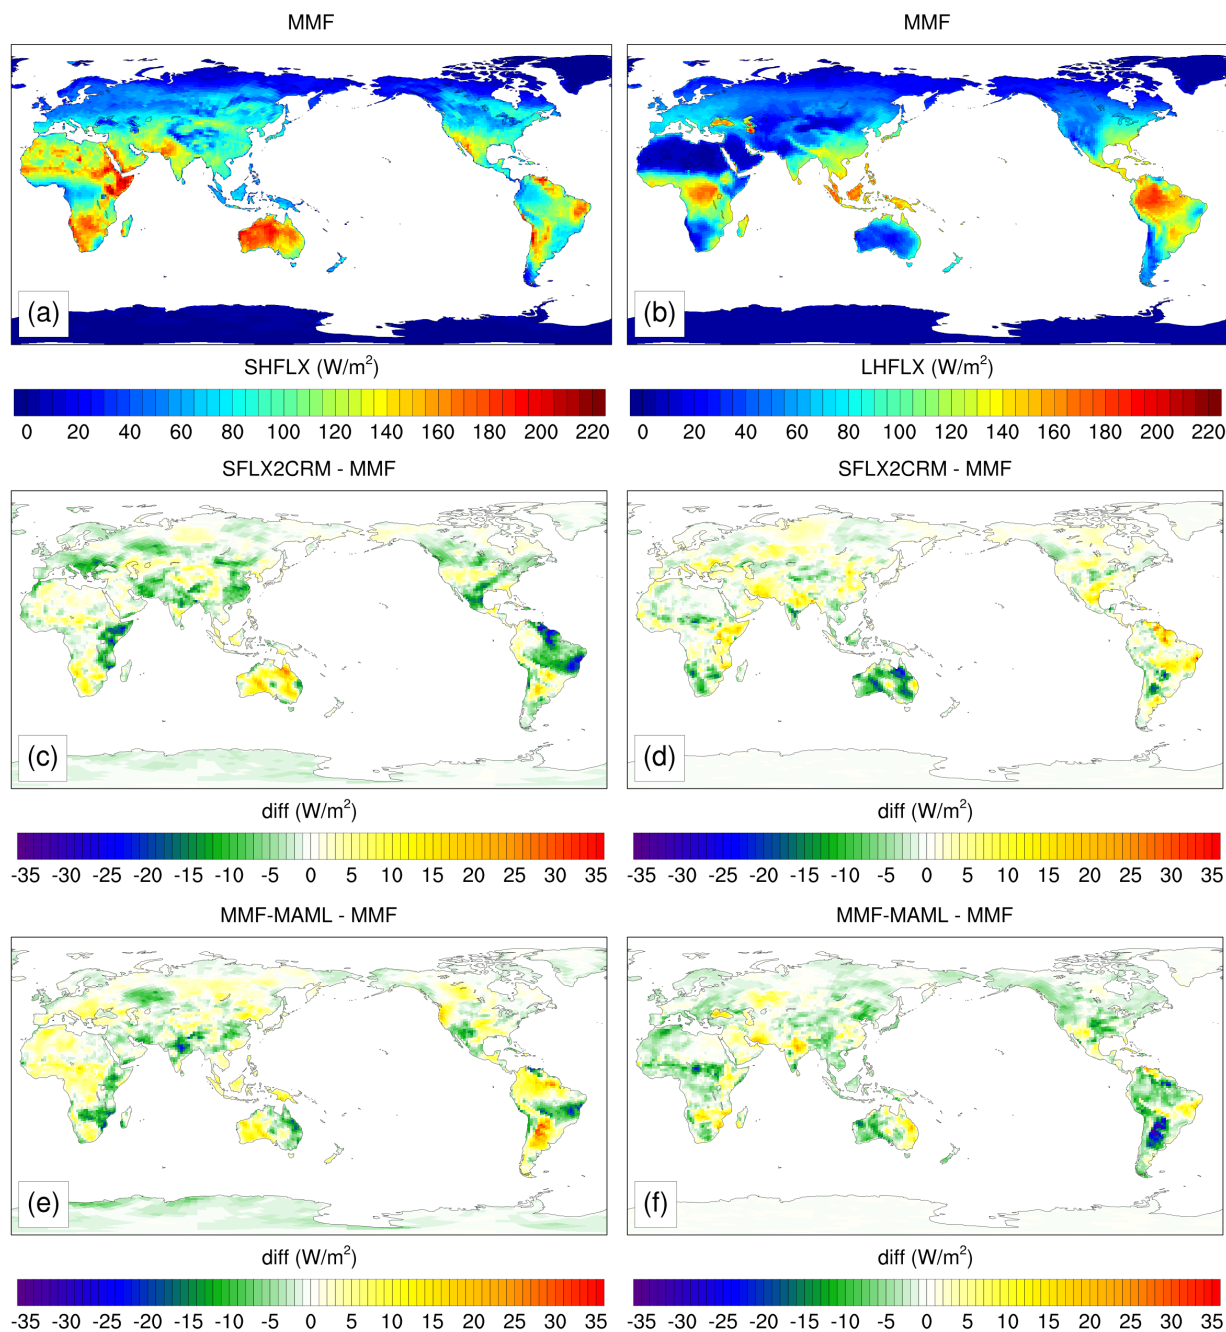 MMF
MMF
(a)
(b)
SHFLX (W/m²)
LHFLX (W/m²)
0 20 40 60 80 100 120 140 160 180 200 220
0 20 40 60 80 100 120 140 160 180 200 220
SFLX2CRM - MMF
SFLX2CRM - MMF
(c)
(d)
diff (W/m²)
diff (W/m²)
-35 -30 -25 -20 -15 -10 -5 0 5 10 15 20 25 30 35
-35 -30 -25 -20 -15 -10 -5 0 5 10 15 20 25 30 35
MMF-MAML - MMF
MMF-MAML - MMF
(e)
(f)
diff (W/m²)
diff (W/m²)
-35 -30 -25 -20 -15 -10 -5 0 5 10 15 20 25 30 35
-35 -30 -25 -20 -15 -10 -5 0 5 10 15 20 25 30 35